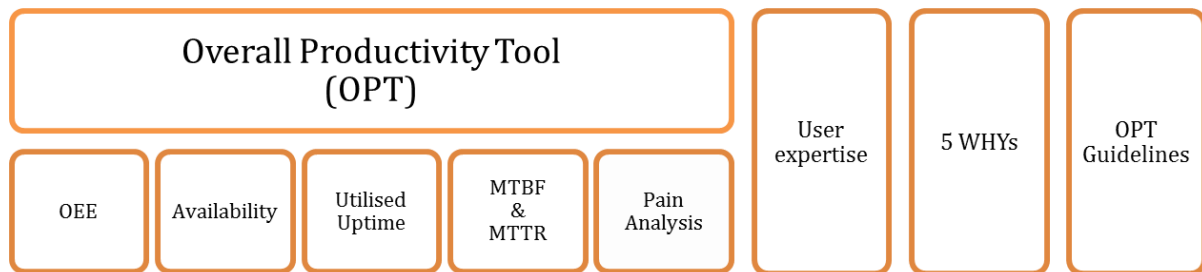 Overall Productivity Tool
(OPT)
OEE
Availability
Utilised
Uptime
MTBF
&
MTTR
Pain
Analysis
User
expertise
5 WHYs
OPT
Guidelines